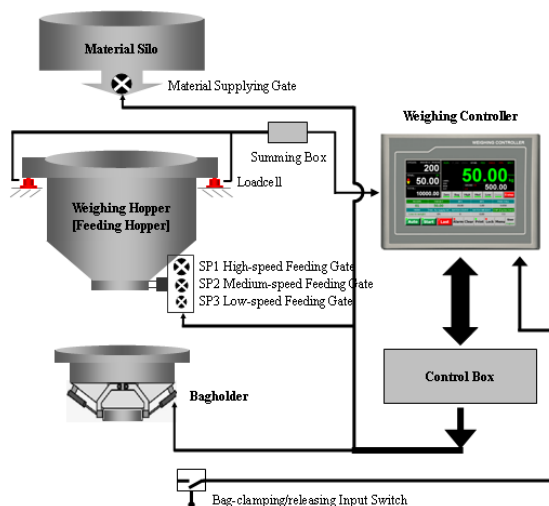 Material Silo
Material Supplying Gate
Weighing Controller
WEIGHING CONTROLLER
Summing Box
Loadcell
200
50.00
10000.00
50.00
500.00
Weighing Hopper
[Feeding Hopper]
SP1 High-speed Feeding Gate
SP2 Medium-speed Feeding Gate
SP3 Low-speed Feeding Gate
Bagholder
Control Box
Bag-clamping/releasing Input Switch